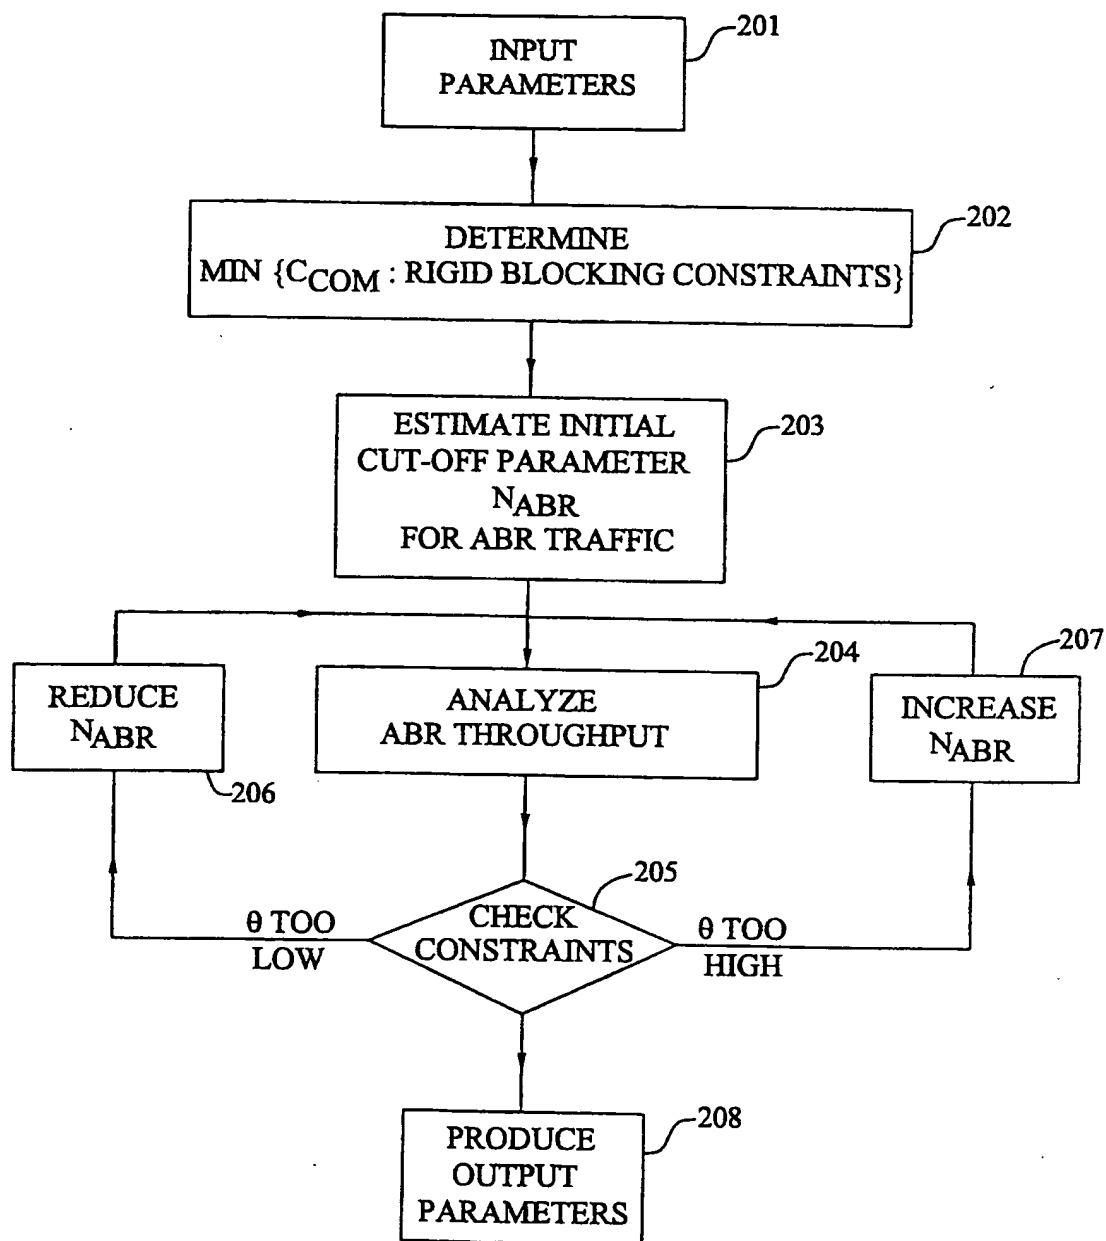 INPUT
PARAMETERS
201
DETERMINE
MIN {CCOM : RIGID BLOCKING CONSTRAINTS}
202
ESTIMATE INITIAL
CUT-OFF PARAMETER
NABR
FOR ABR TRAFFIC
203
REDUCE
NABR
206
ANALYZE
ABR THROUGHPUT
204
INCREASE
NABR
207
CHECK
CONSTRAINTS
205
θ TOO
LOW
θ TOO
HIGH
PRODUCE
OUTPUT
PARAMETERS
208